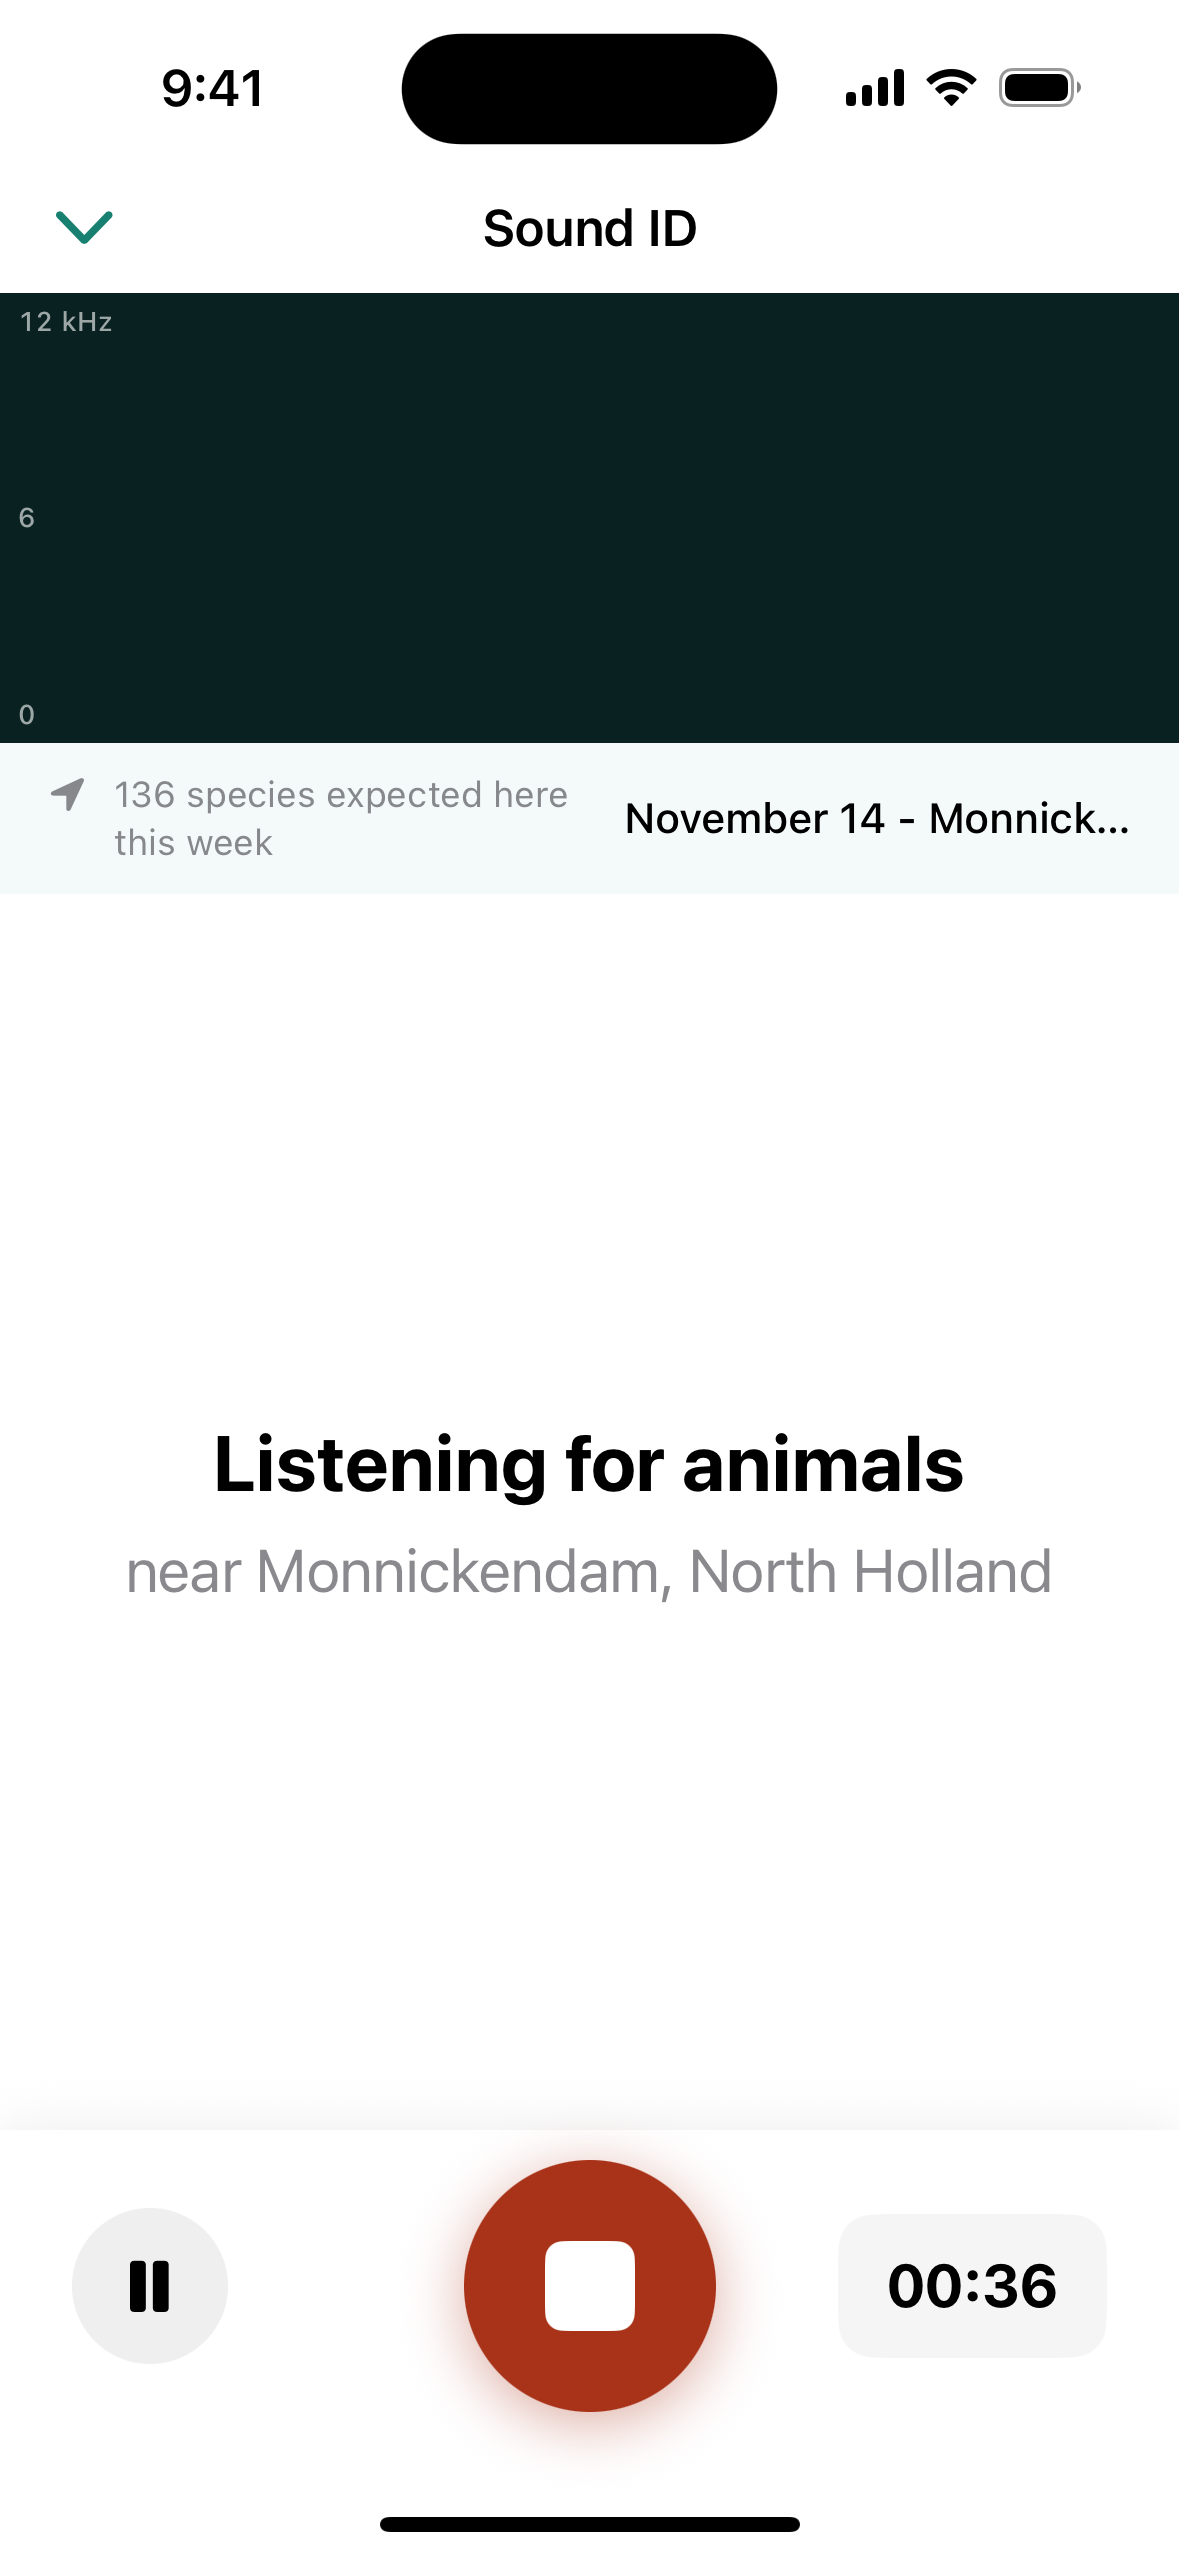 9:41
Sound ID
12 kHz
6
0
136 species expected here
this week
November 14 - Monnick...
Listening for animals
near Monnickendam, North Holland
00:36